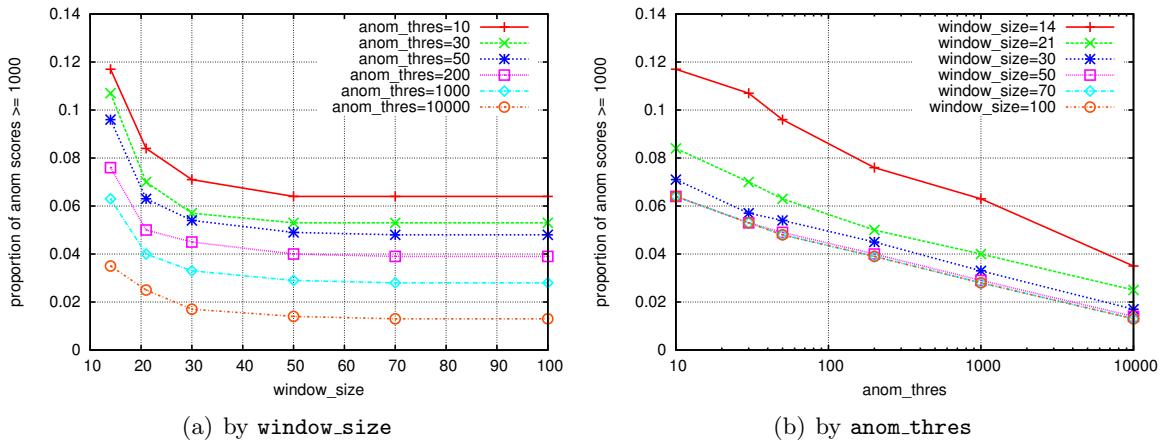 proportion of anom scores >= 1000
0.14
0.12
0.1
0.08
0.06
0.04
0.02
0
10 20 30 40 50 60 70 80 90 100
window_size
anom_thres=10
anom_thres=30
anom_thres=50
anom_thres=200
anom_thres=1000
anom_thres=10000
(a) by window_size
proportion of anom scores >= 1000
0.14
0.12
0.1
0.08
0.06
0.04
0.02
0
10 100 1000 10000
anom_thres
window_size=14
window_size=21
window_size=30
window_size=50
window_size=70
window_size=100
(b) by anom_thres